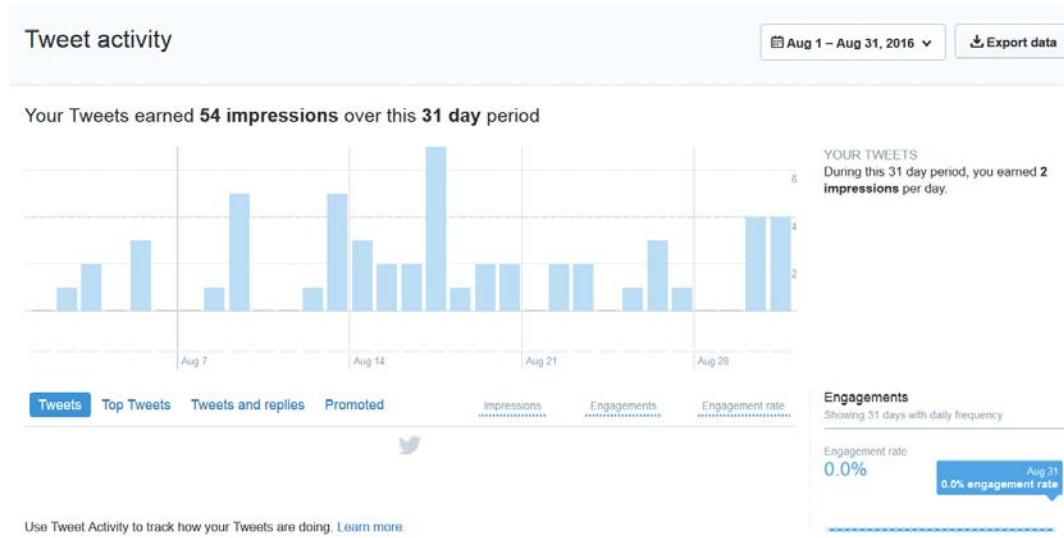 Tweet activity
Aug 1 – Aug 31, 2016
Export data
Your Tweets earned 54 impressions over this 31 day period
6
4
2
Aug 7
Aug 14
Aug 21
Aug 28
YOUR TWEETS
During this 31 day period, you earned 2
impressions per day.
Tweets Top Tweets Tweets and replies Promoted
Impressions Engagements Engagement rate
Use Tweet Activity to track how your Tweets are doing. Learn more.
Engagements
Showing 31 days with daily frequency
Engagement rate
0.0%
Aug 31
0.0% engagement rate